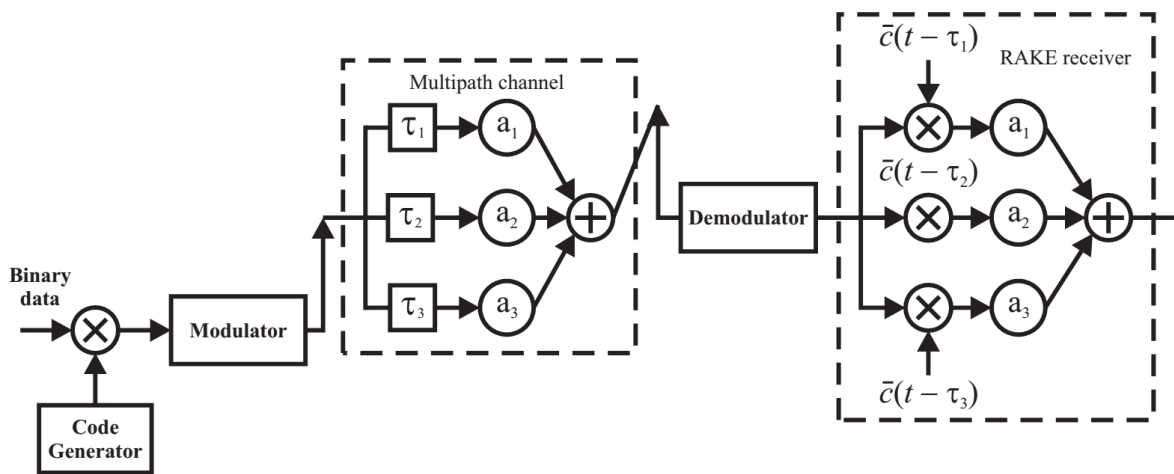 Binary
data
Code
Generator
Modulator
Multipath channel
τ₁
a₁
τ₂
a₂
τ₃
a₃
Demodulator
RAKE receiver
c̄(t − τ₁)
a₁
c̄(t − τ₂)
a₂
a₃
c̄(t − τ₃)